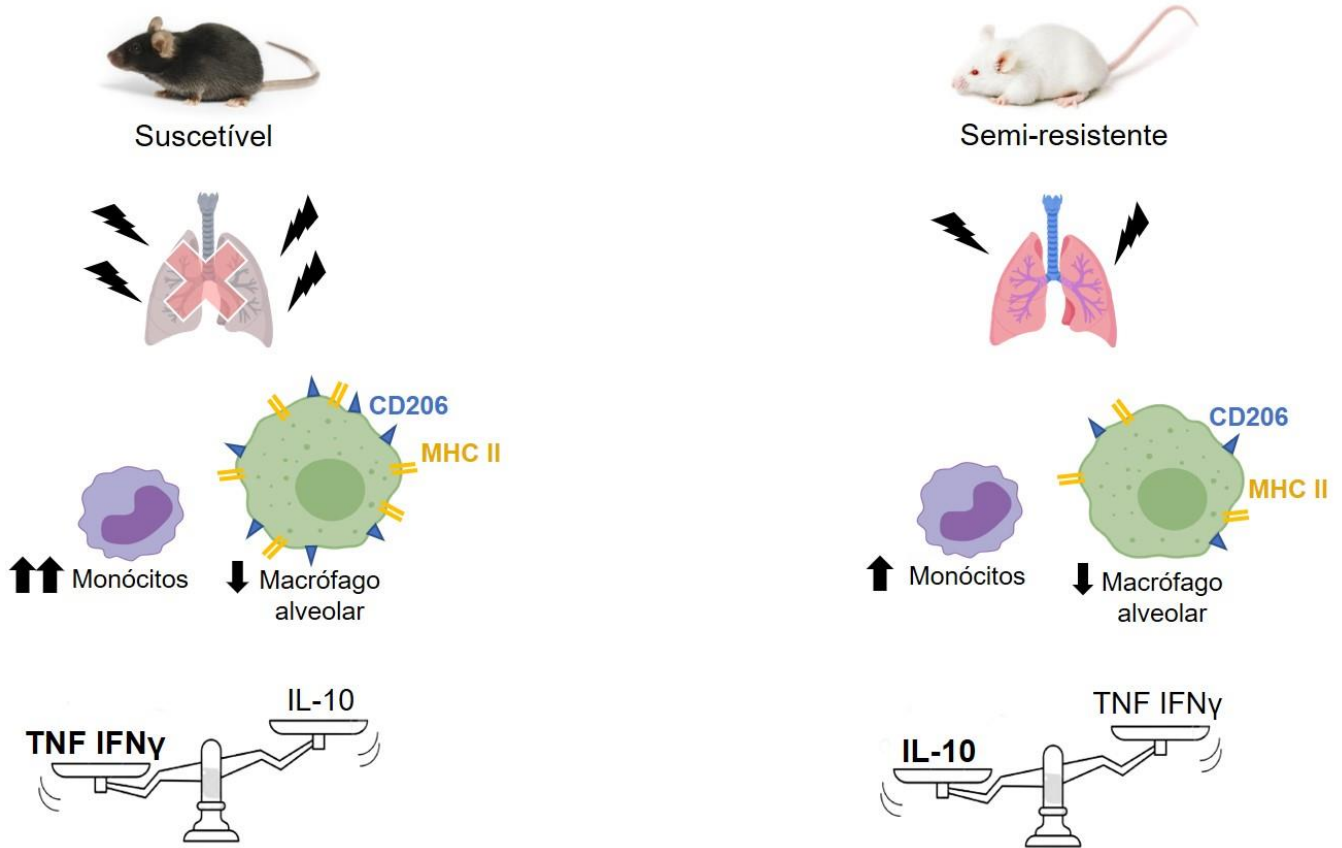 Suscetível
Semi-resistente
CD206
MHC II
Monócitos
Macrófago
alveolar
CD206
MHC II
Monócitos
Macrófago
alveolar
IL-10
TNF IFNγ
TNF IFNγ
IL-10